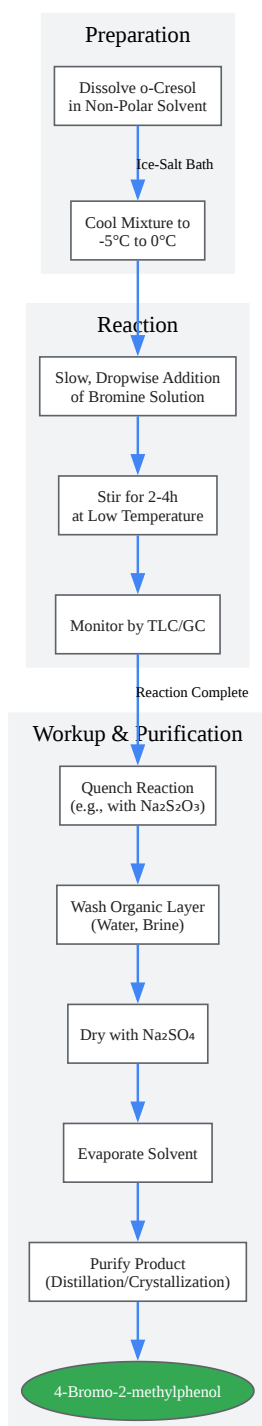 Preparation
Dissolve o-Cresol
in Non-Polar Solvent
Ice-Salt Bath
Cool Mixture to
-5°C to 0°C
Reaction
Slow, Dropwise Addition
of Bromine Solution
Stir for 2-4h
at Low Temperature
Monitor by TLC/GC
Reaction Complete
Workup & Purification
Quench Reaction
(e.g., with Na₂S₂O₃)
Wash Organic Layer
(Water, Brine)
Dry with Na₂SO₄
Evaporate Solvent
Purify Product
(Distillation/Crystallization)
4-Bromo-2-methylphenol